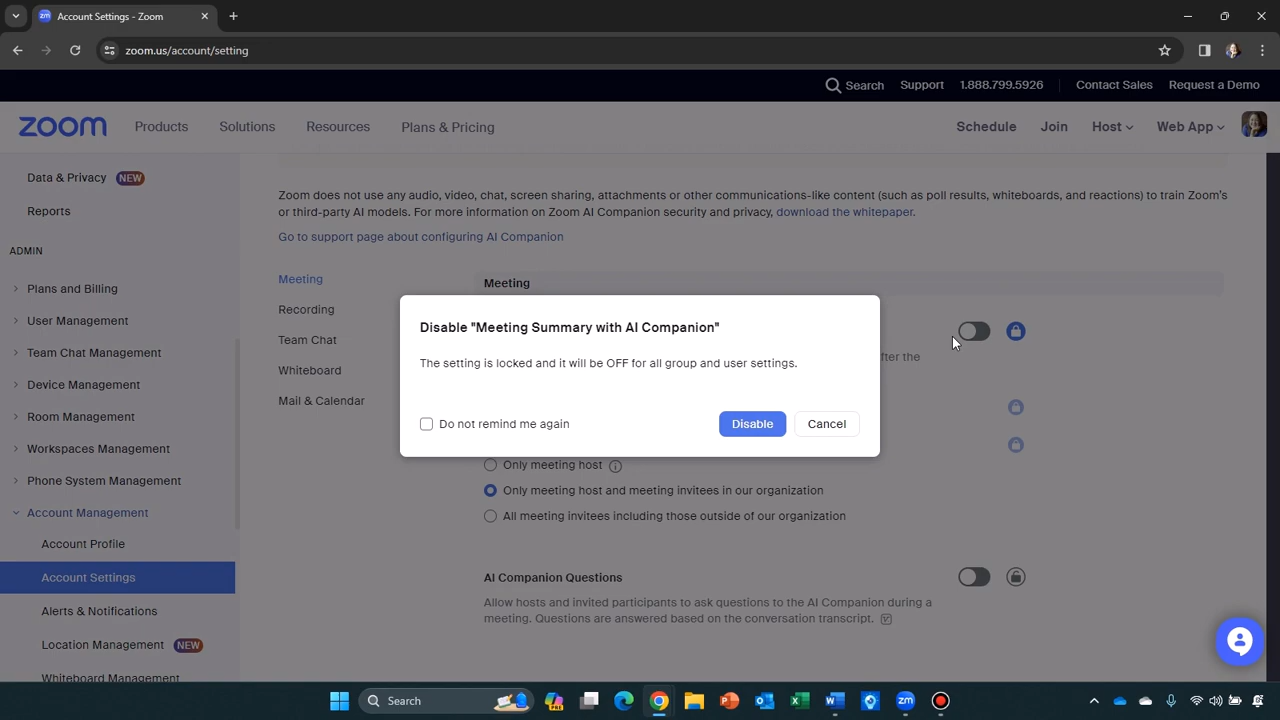 Account Settings - Zoom
zoom.us/account/setting
Search
Support
1.888.799.5926
Contact Sales
Request a Demo
zoom
Products
Solutions
Resources
Plans & Pricing
Schedule
Join
Host
Web App
Data & Privacy NEW
Reports
ADMIN
Plans and Billing
User Management
Team Chat Management
Device Management
Room Management
Workspaces Management
Phone System Management
Account Management
Account Profile
Account Settings
Alerts & Notifications
Location Management NEW
Whiteboard Management
Zoom does not use any audio, video, chat, screen sharing, attachments or other communications-like content (such as poll results, whiteboards, and reactions) to train Zoom's
or third-party AI models. For more information on Zoom AI Companion security and privacy, download the whitepaper.
Go to support page about configuring AI Companion
Meeting
Recording
Team Chat
Whiteboard
Mail & Calendar
Meeting
after the
Disable "Meeting Summary with AI Companion"
The setting is locked and it will be OFF for all group and user settings.
Do not remind me again
Disable
Cancel
Only meeting host
Only meeting host and meeting invitees in our organization
All meeting invitees including those outside of our organization
AI Companion Questions
Allow hosts and invited participants to ask questions to the AI Companion during a
meeting. Questions are answered based on the conversation transcript.
Search